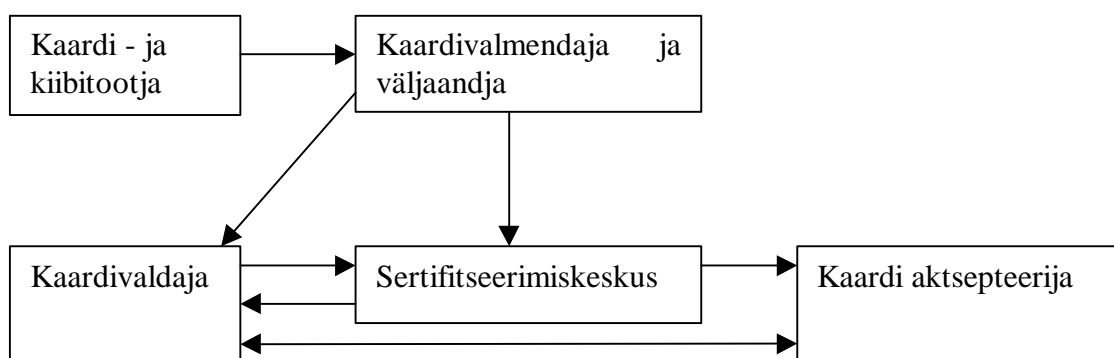 Kaardi - ja
kiibitootja
Kaardivalmendaja ja
väljaandja
Kaardivaldaja
Sertifitseerimiskeskus
Kaardi aktsepteerija